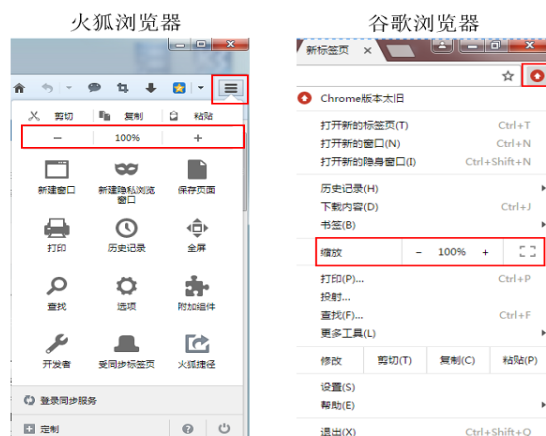 火狐浏览器
剪切 复制 粘贴
− 100% +
新建窗口 新建隐私浏览窗口 保存页面
打印 历史记录 全屏
查找 选项 附加组件
开发者 受同步标签页 火狐捷径
登录同步服务
定制
谷歌浏览器
新标签页
Chrome版本太旧
打开新的标签页(T) Ctrl+T
打开新的窗口(N) Ctrl+N
打开新的隐身窗口(I) Ctrl+Shift+N
历史记录(H)
下载内容(D) Ctrl+J
书签(B)
缩放 − 100% +
打印(P)... Ctrl+P
投射...
查找(F)... Ctrl+F
更多工具(L)
修改 剪切(T) 复制(C) 粘贴(P)
设置(S)
帮助(E)
退出(X) Ctrl+Shift+Q